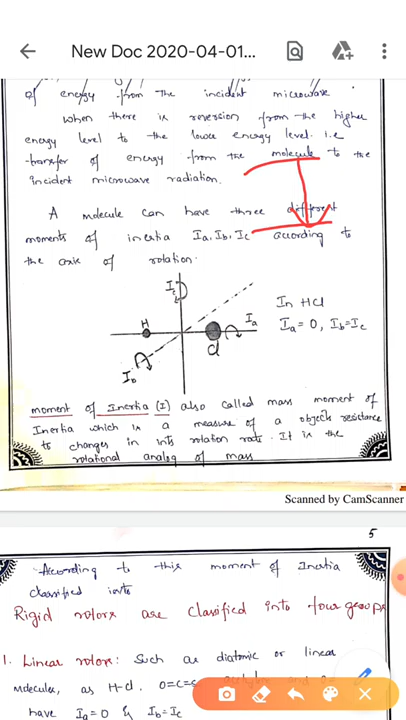 New Doc 2020-04-01...
of energy from the incident microwave
when there is reversion from the higher
energy level to the lower energy level. i.e
transfer of energy from the molecule to the
incident microwave radiation.
A molecule can have three different
moments of inertia Ia, Ib, Ic acording to
the axis of rotation.
Ic
H
Ia
Cl
Ib
In HCl
Ia = 0, Ib=Ic
moment of Inertia (I) also called mass moment of
Inertia which is a measure of a objects resistance
to changes in ints rotation rate. It is the
rotational analog of mass
Scanned by CamScanner
5
According to this moment of Inertia
classified into
Rigid rotors are classified into four groups
1. Linear rotors: Such as diatomic or linear
molecules, as H-Cl, O=C=S,
have Ia = 0 & Ib = Ic